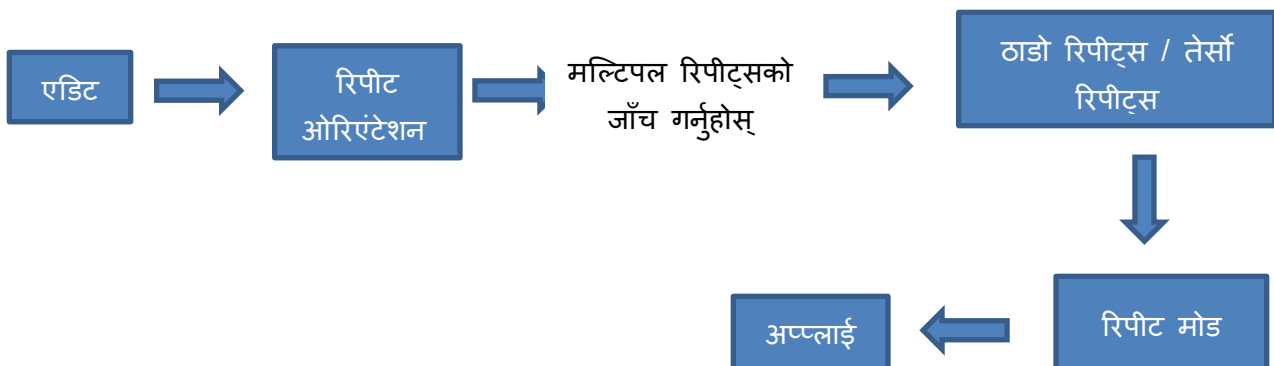 एडिट
रिपीट
ओरिएंटेशन
मल्टिपल रिपीट्सको
जाँच गर्नुहोस्
ठाडो रिपीट्स / तेर्सो
रिपीट्स
रिपीट मोड
अप्प्लाई